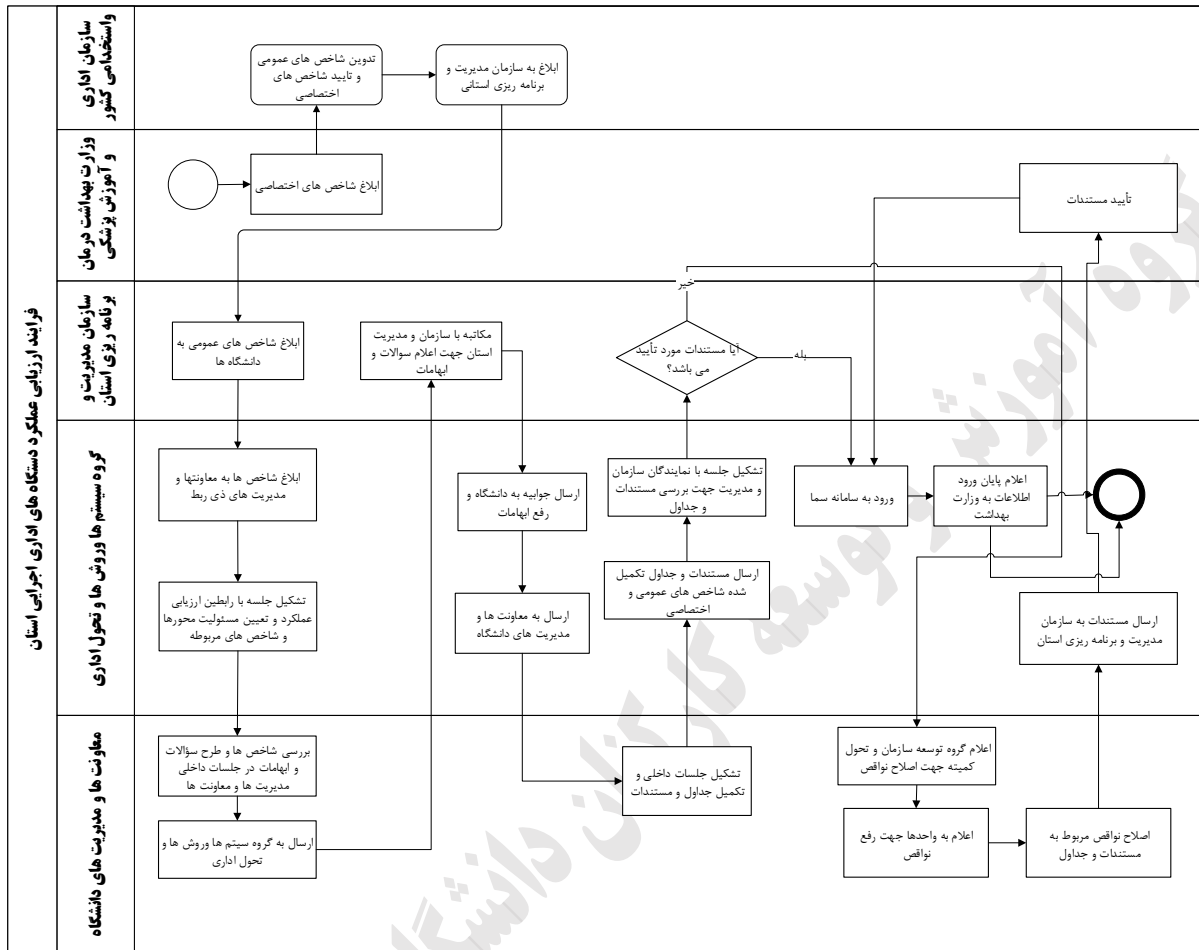 فرایند ارزیابی عملکرد دستگاه های اداری اجرایی استان
سازمان اداری
واستخدامی کشور
تدوین شاخص های عمومی
و تایید شاخص های
اختصاصی
ابلاغ به سازمان مدیریت و
برنامه ریزی استانی
وزارت بهداشت درمان
و آموزش پزشکی
ابلاغ شاخص های اختصاصی
تأیید مستندات
سازمان مدیریت و
برنامه ریزی استان
ابلاغ شاخص های عمومی به
دانشگاه ها
مکاتبه با سازمان و مدیریت
استان جهت اعلام سوالات و
ابهامات
خیر
آیا مستندات مورد تأیید
می باشد؟
بله
گروه سیستم ها وروش ها و تحول اداری
ابلاغ شاخص ها به معاونتها و
مدیریت های ذی ربط
تشکیل جلسه با رابطین ارزیابی
عملکرد و تعیین مسئولیت محورها
و شاخص های مربوطه
ارسال جوابیه به دانشگاه و
رفع ابهامات
ارسال به معاونت ها و
مدیریت های دانشگاه
تشکیل جلسه با نمایندگان سازمان
و مدیریت جهت بررسی مستندات
و جداول
ارسال مستندات و جداول تکمیل
شده شاخص های عمومی و
اختصاصی
ورود به سامانه سما
اعلام پایان ورود
اطلاعات به وزارت
بهداشت
ارسال مستندات به سازمان
مدیریت و برنامه ریزی استان
معاونت ها و مدیریت های دانشگاه
بررسی شاخص ها و طرح سؤالات
و ابهامات در جلسات داخلی
مدیریت ها و معاونت ها
ارسال به گروه سیتم ها وروش ها و
تحول اداری
تشکیل جلسات داخلی و
تکمیل جداول و مستندات
اعلام گروه توسعه سازمان و تحول
کمیته جهت اصلاح نواقص
اعلام به واحدها جهت رفع
نواقص
اصلاح نواقص مربوط به
مستندات و جداول
گروه آموزش و توسعه کارکنان